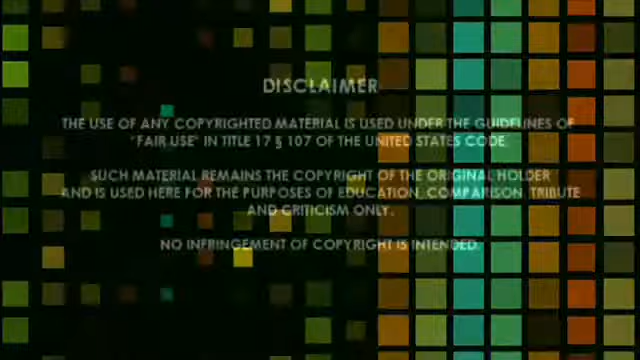 DISCLAIMER
THE USE OF ANY COPYRIGHTED MATERIAL IS USED UNDER THE GUIDELINES OF
"FAIR USE" IN TITLE 17 § 107 OF THE UNITED STATES CODE.
SUCH MATERIAL REMAINS THE COPYRIGHT OF THE ORIGINAL HOLDER
AND IS USED HERE FOR THE PURPOSES OF EDUCATION, COMPARISON, TRIBUTE
AND CRITICISM ONLY.
NO INFRINGEMENT OF COPYRIGHT IS INTENDED.